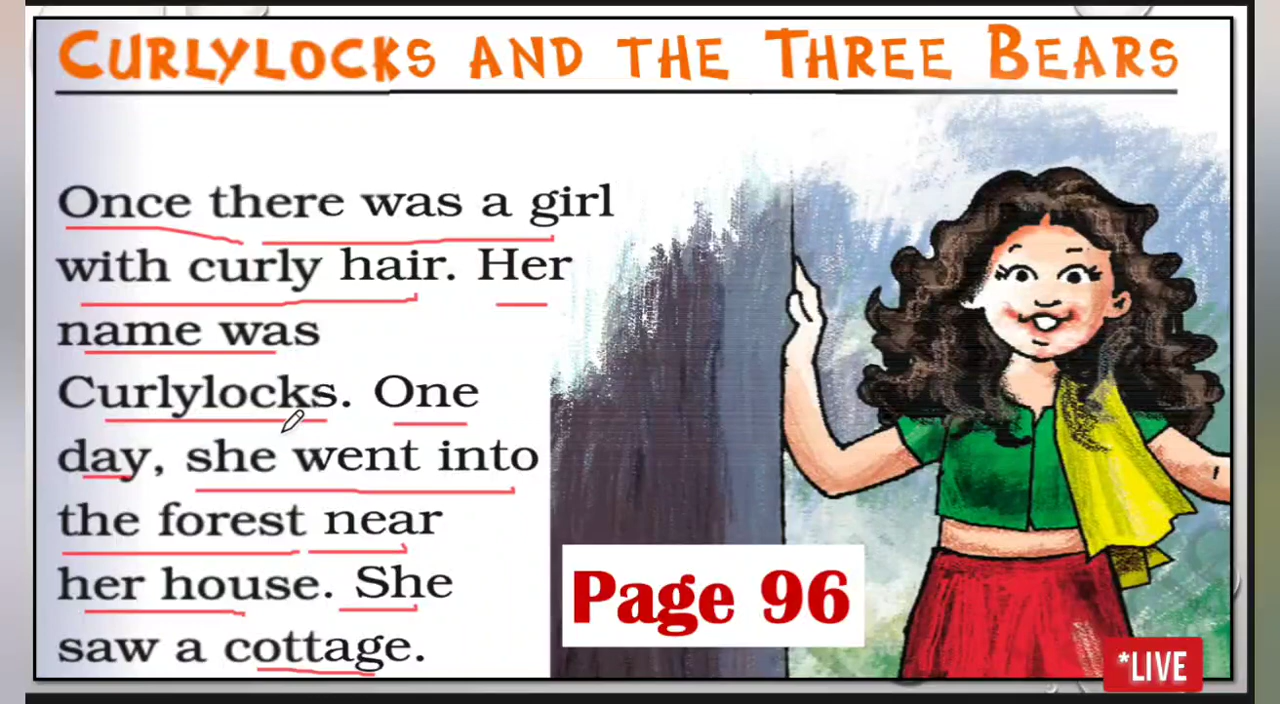 CURLYLOCKS AND THE THREE BEARS
Once there was a girl
with curly hair. Her
name was
Curlylocks. One
day, she went into
the forest near
her house. She
saw a cottage.
Page 96
*LIVE